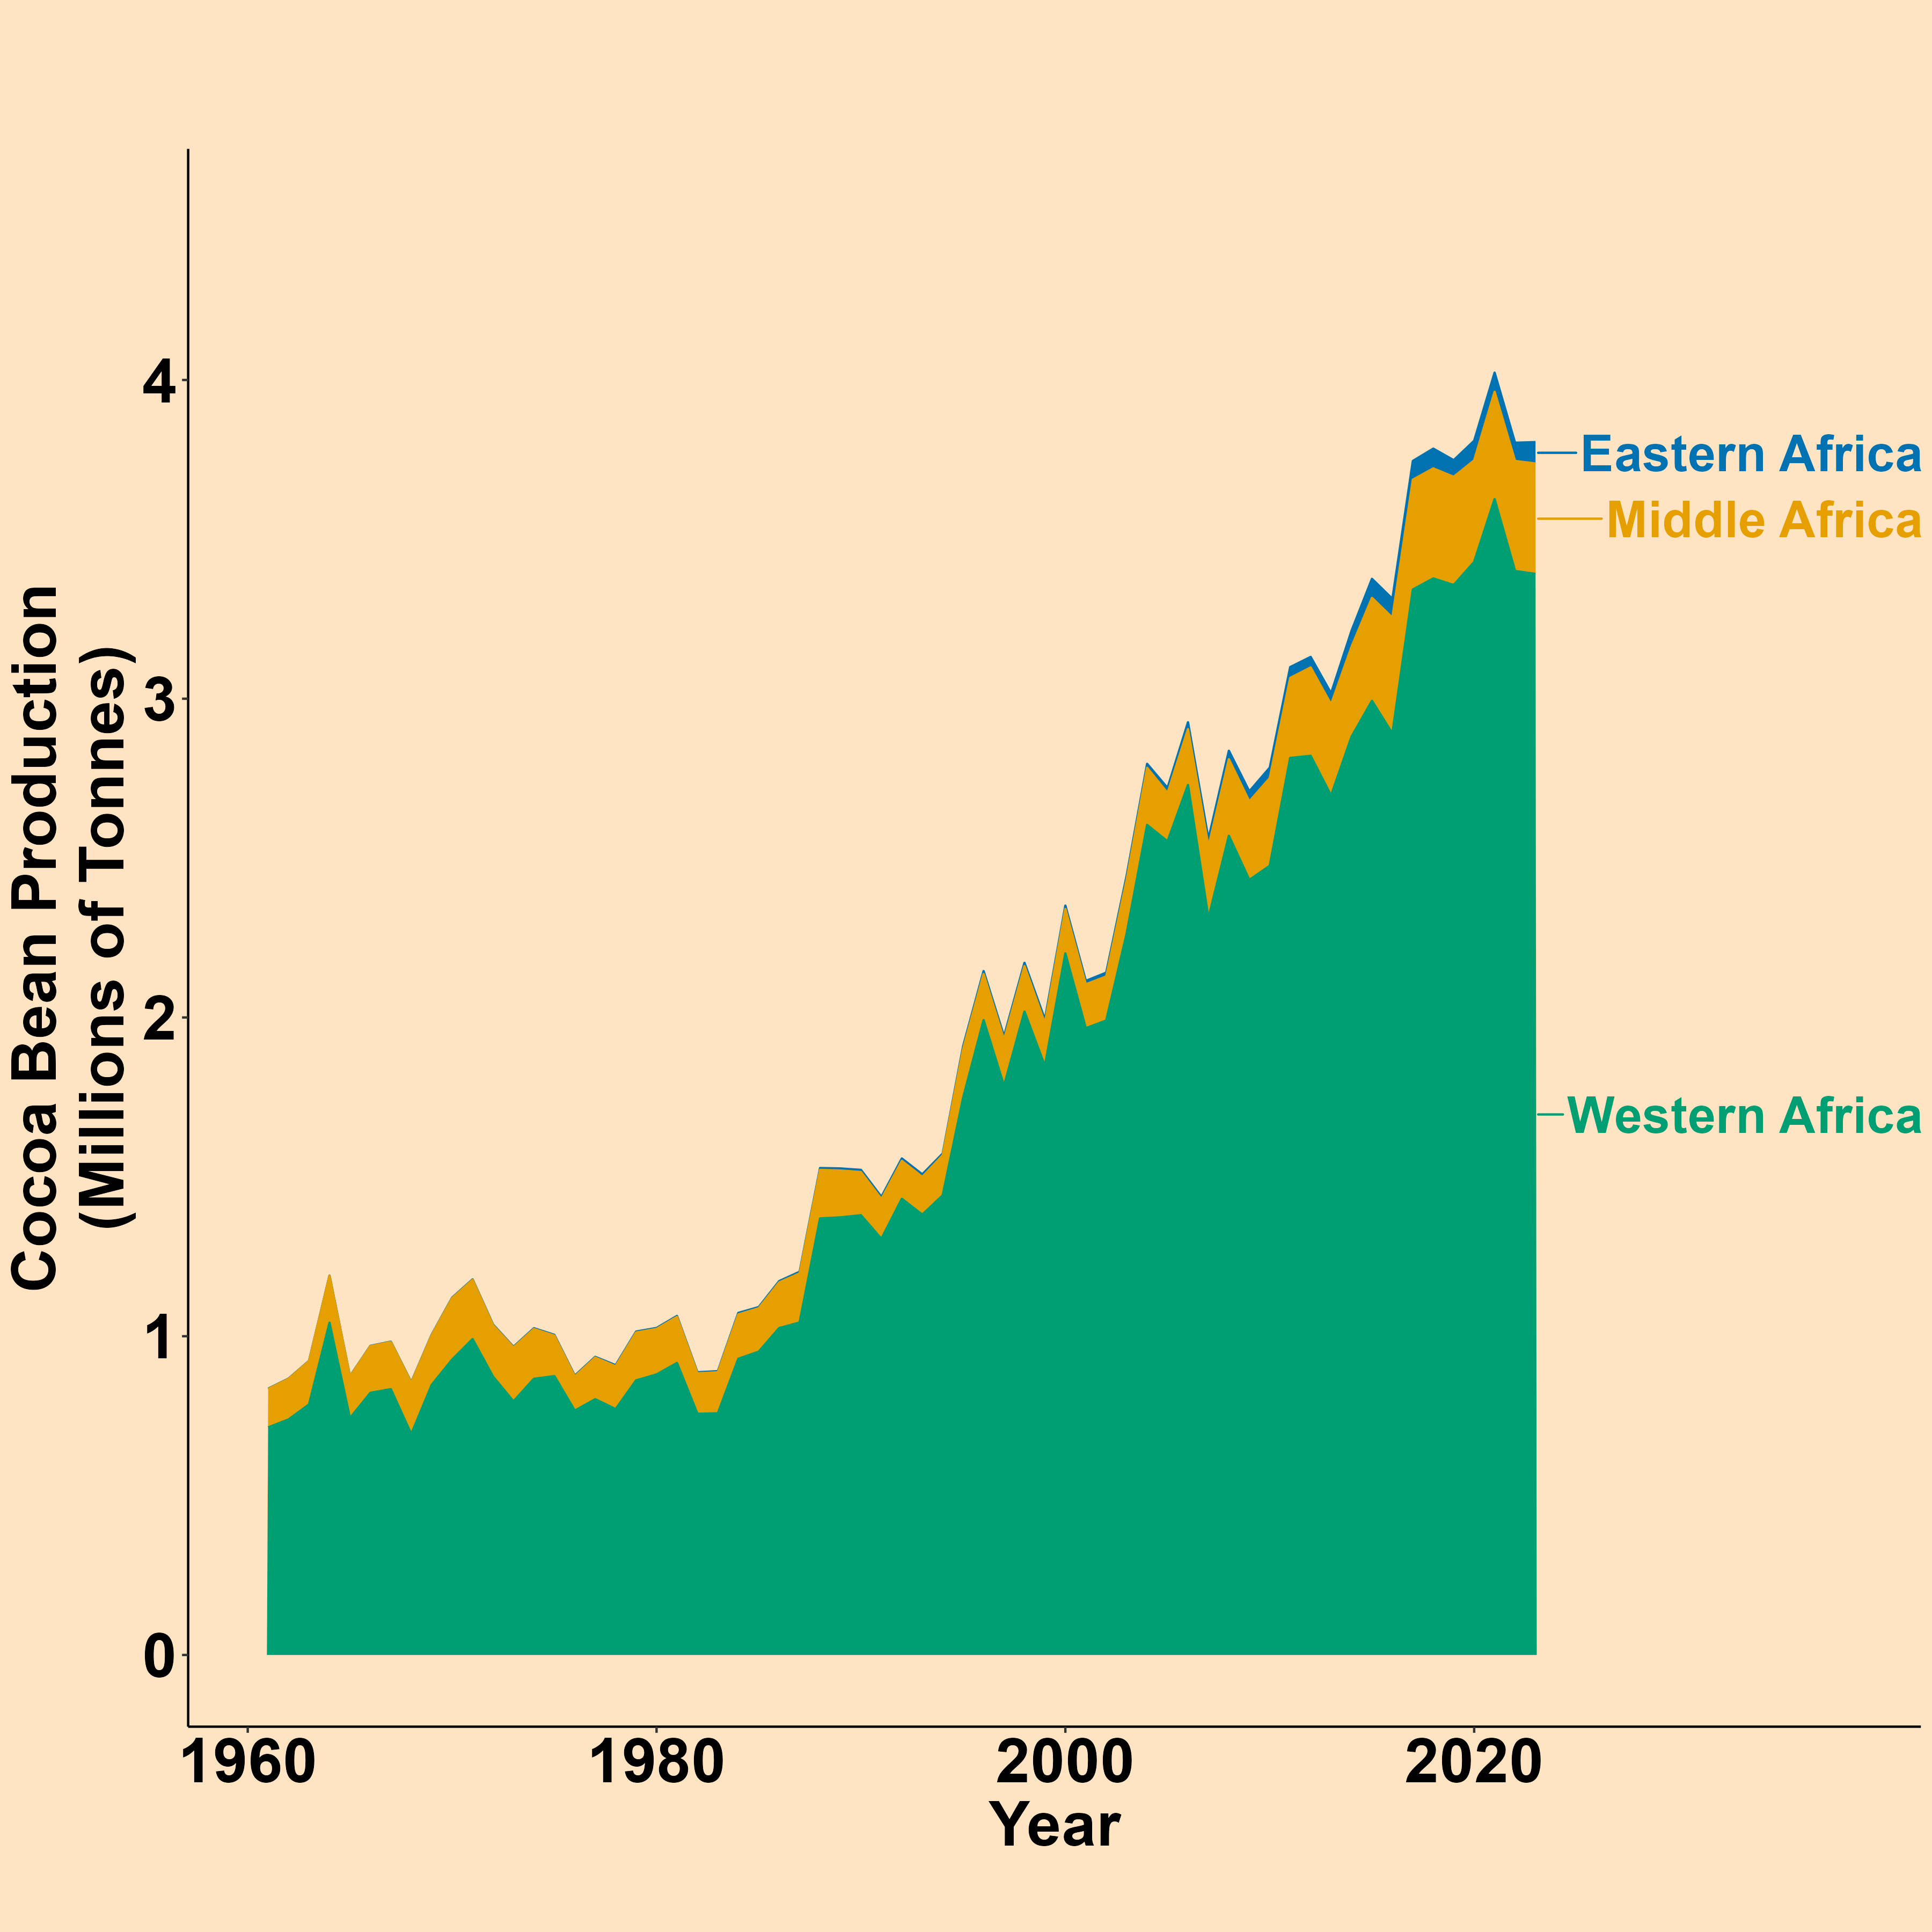 Cocoa Bean Production
(Millions of Tonnes)
4
3
2
1
0
1960 1980 2000 2020
Year
Eastern Africa
Middle Africa
Western Africa